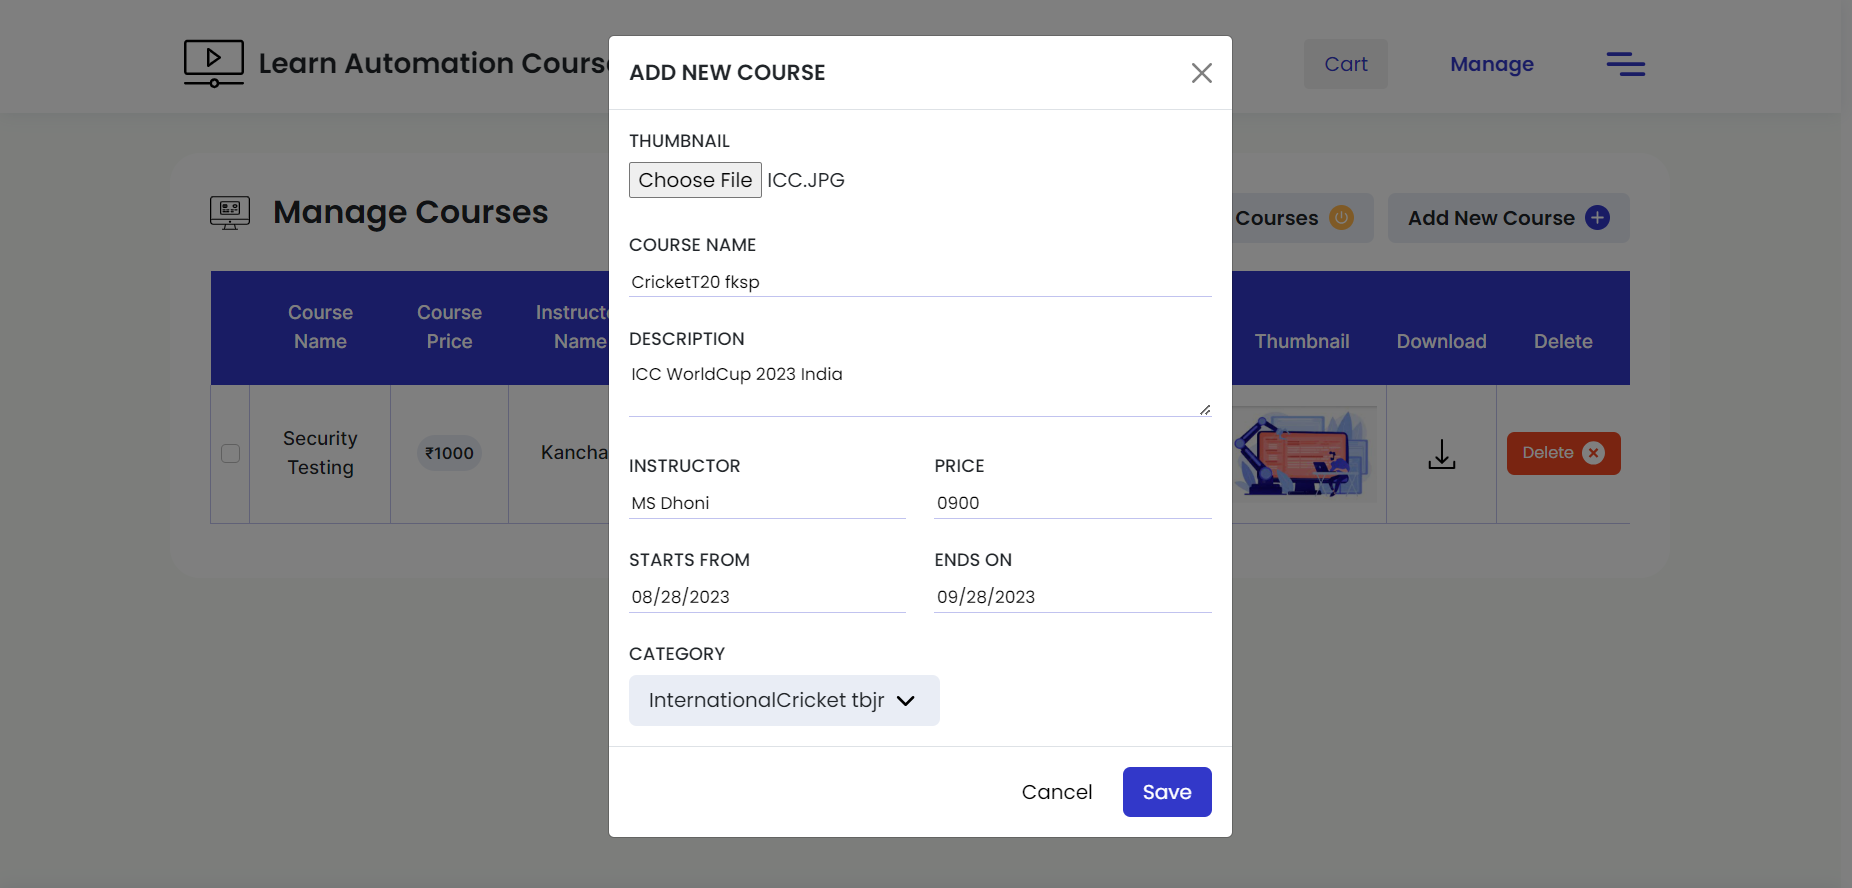 Learn Automation Cours
Cart
Manage
ADD NEW COURSE
THUMBNAIL
Choose File ICC.JPG
COURSE NAME
CricketT20 fksp
DESCRIPTION
ICC WorldCup 2023 India
INSTRUCTOR
PRICE
MS Dhoni
0900
STARTS FROM
ENDS ON
08/28/2023
09/28/2023
CATEGORY
InternationalCricket tbjr
Cancel
Save
Manage Courses
Courses
Add New Course
Course Name
Course Price
Instructo Name
Thumbnail
Download
Delete
Security Testing
₹1000
Kancha
Delete